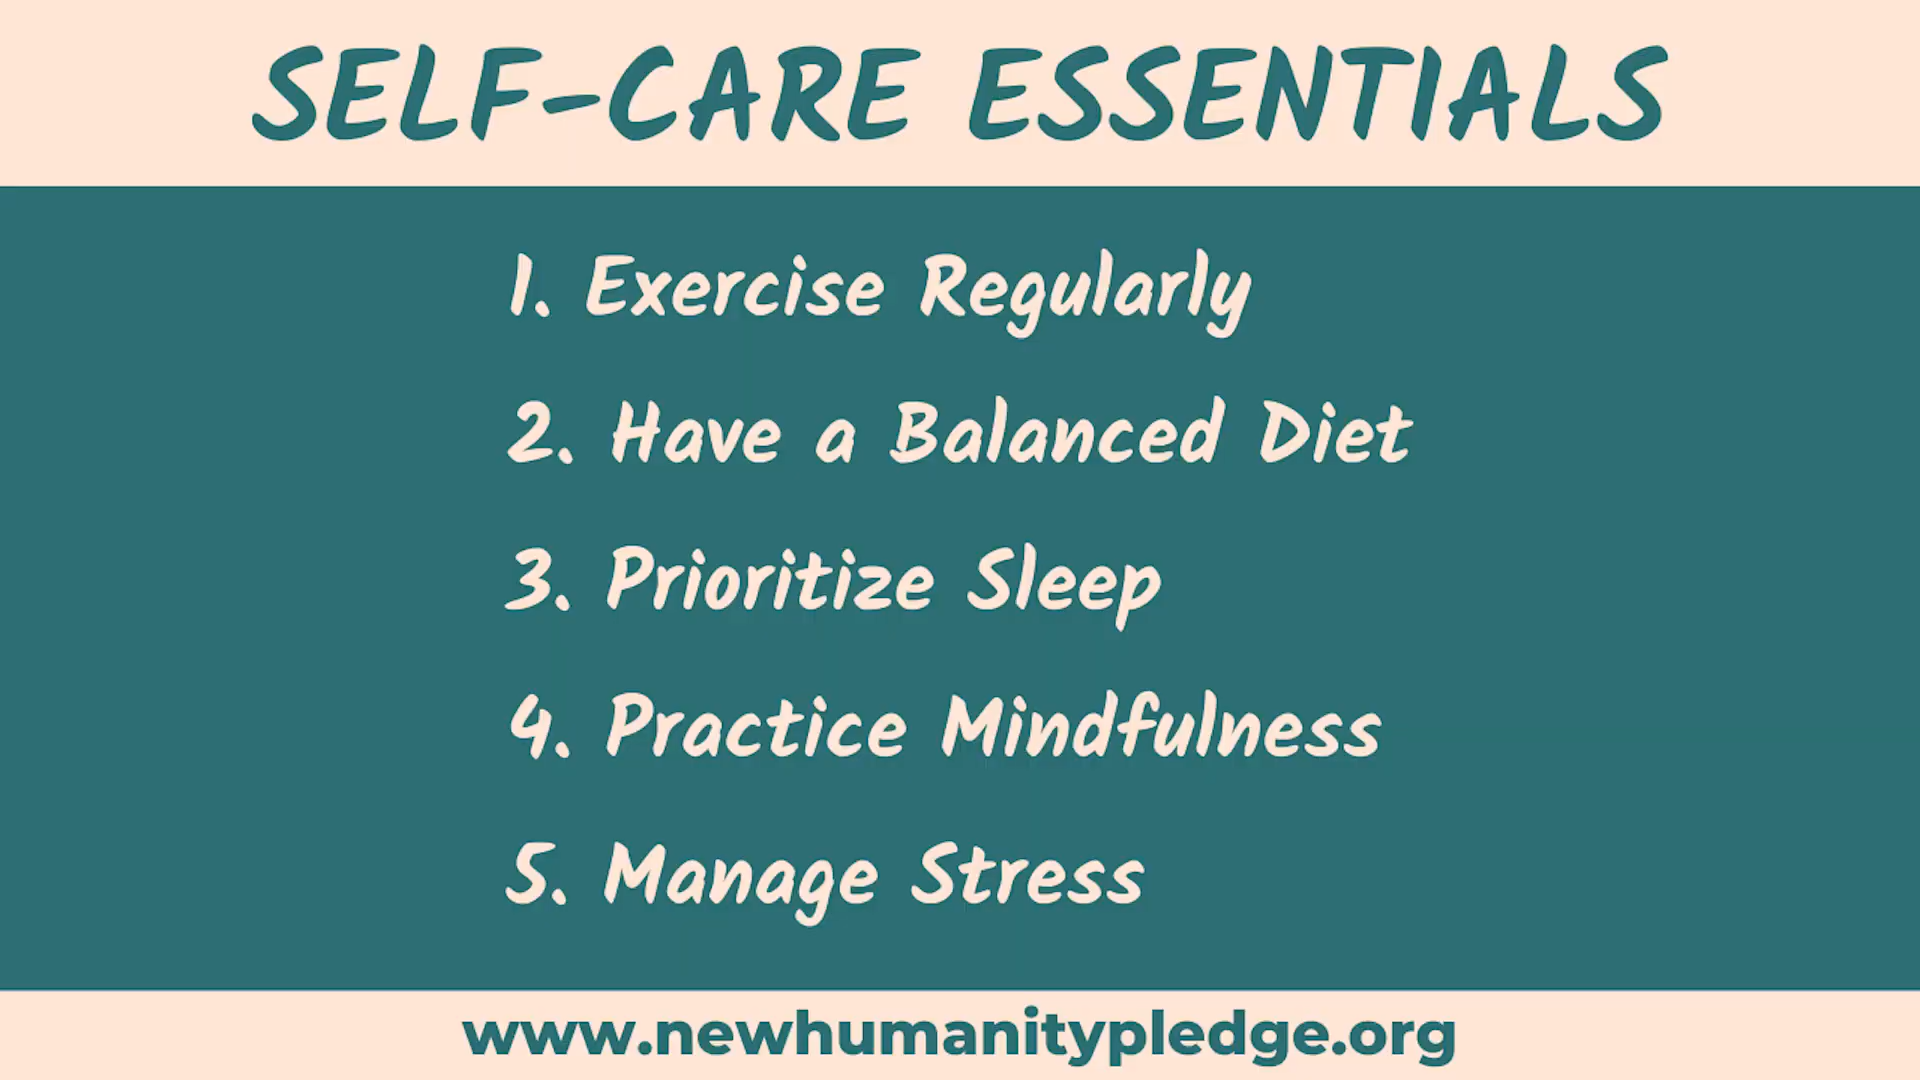 SELF-CARE ESSENTIALS
1. Exercise Regularly
2. Have a Balanced Diet
3. Prioritize Sleep
4. Practice Mindfulness
5. Manage Stress
www.newhumanitypledge.org